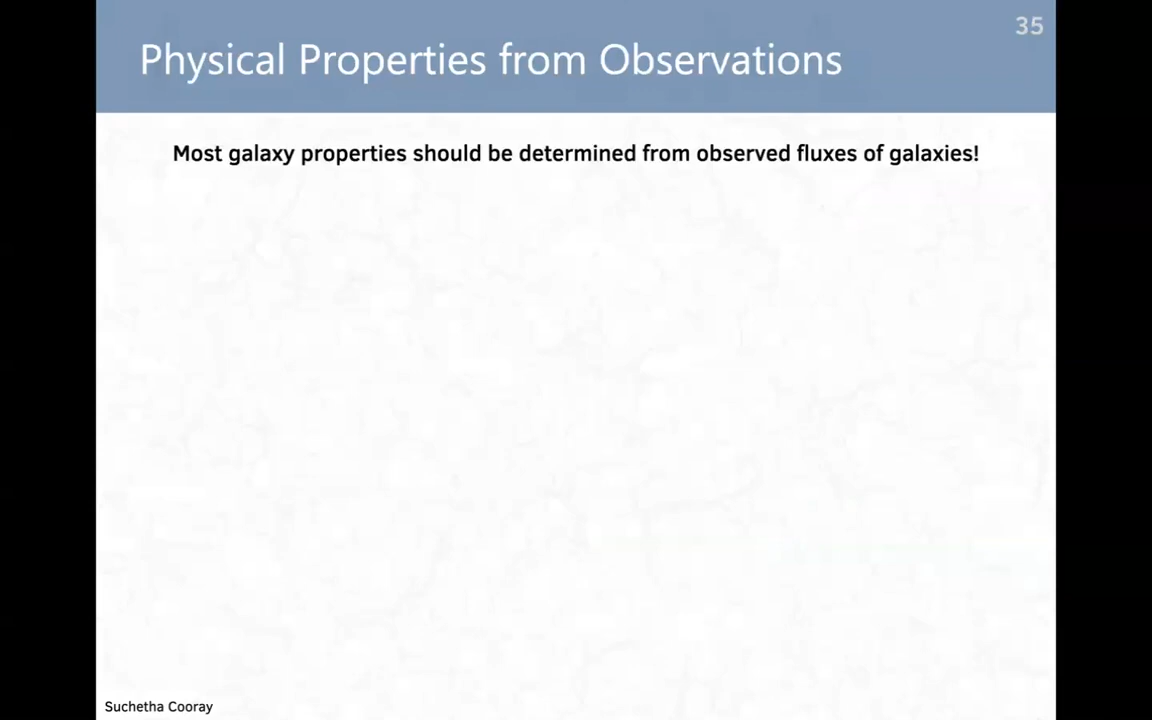 35
Physical Properties from Observations
Most galaxy properties should be determined from observed fluxes of galaxies!
Suchetha Cooray